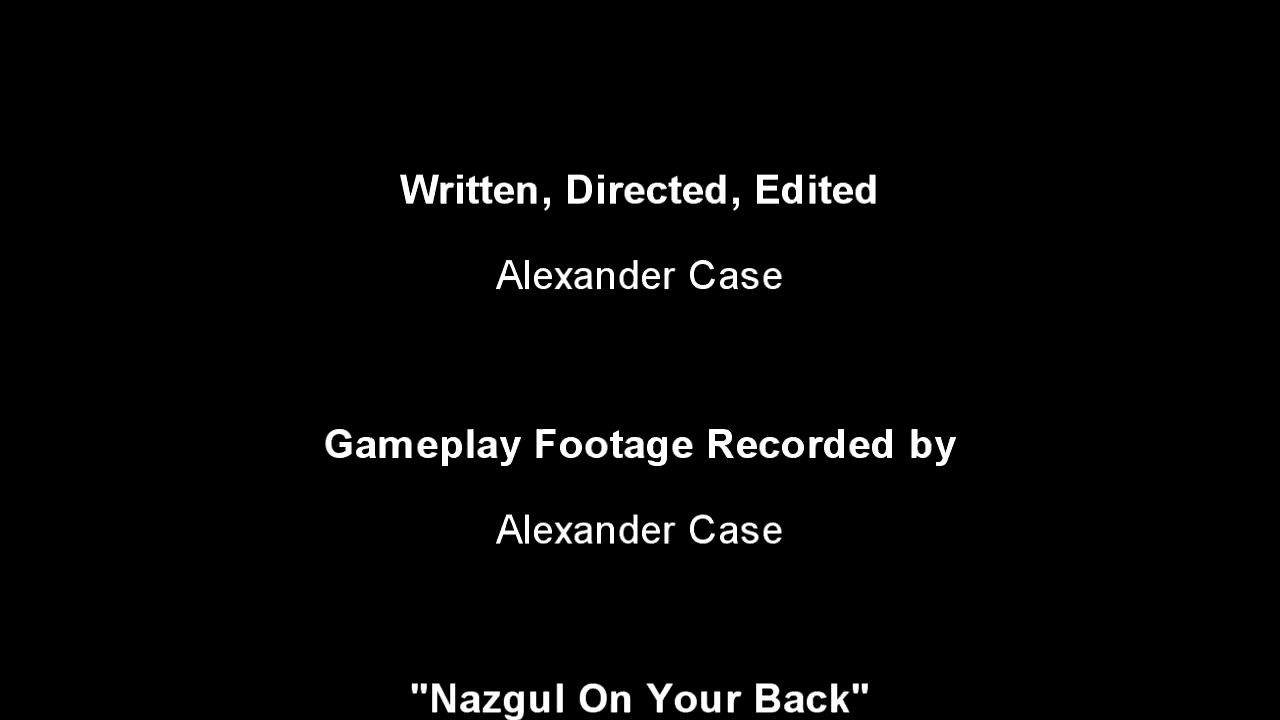 Written, Directed, Edited
Alexander Case
Gameplay Footage Recorded by
Alexander Case
"Nazgul On Your Back"